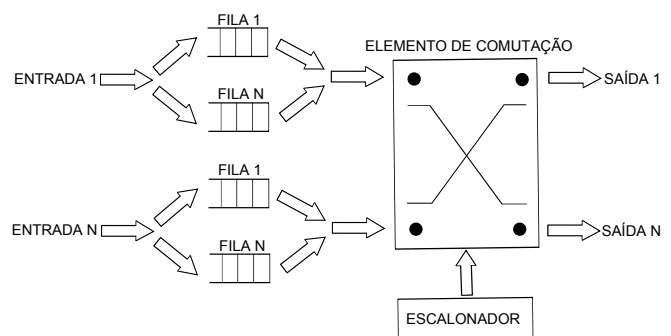 FILA 1
ELEMENTO DE COMUTAÇÃO
ENTRADA 1
SAÍDA 1
FILA N
FILA 1
ENTRADA N
SAÍDA N
FILA N
ESCALONADOR